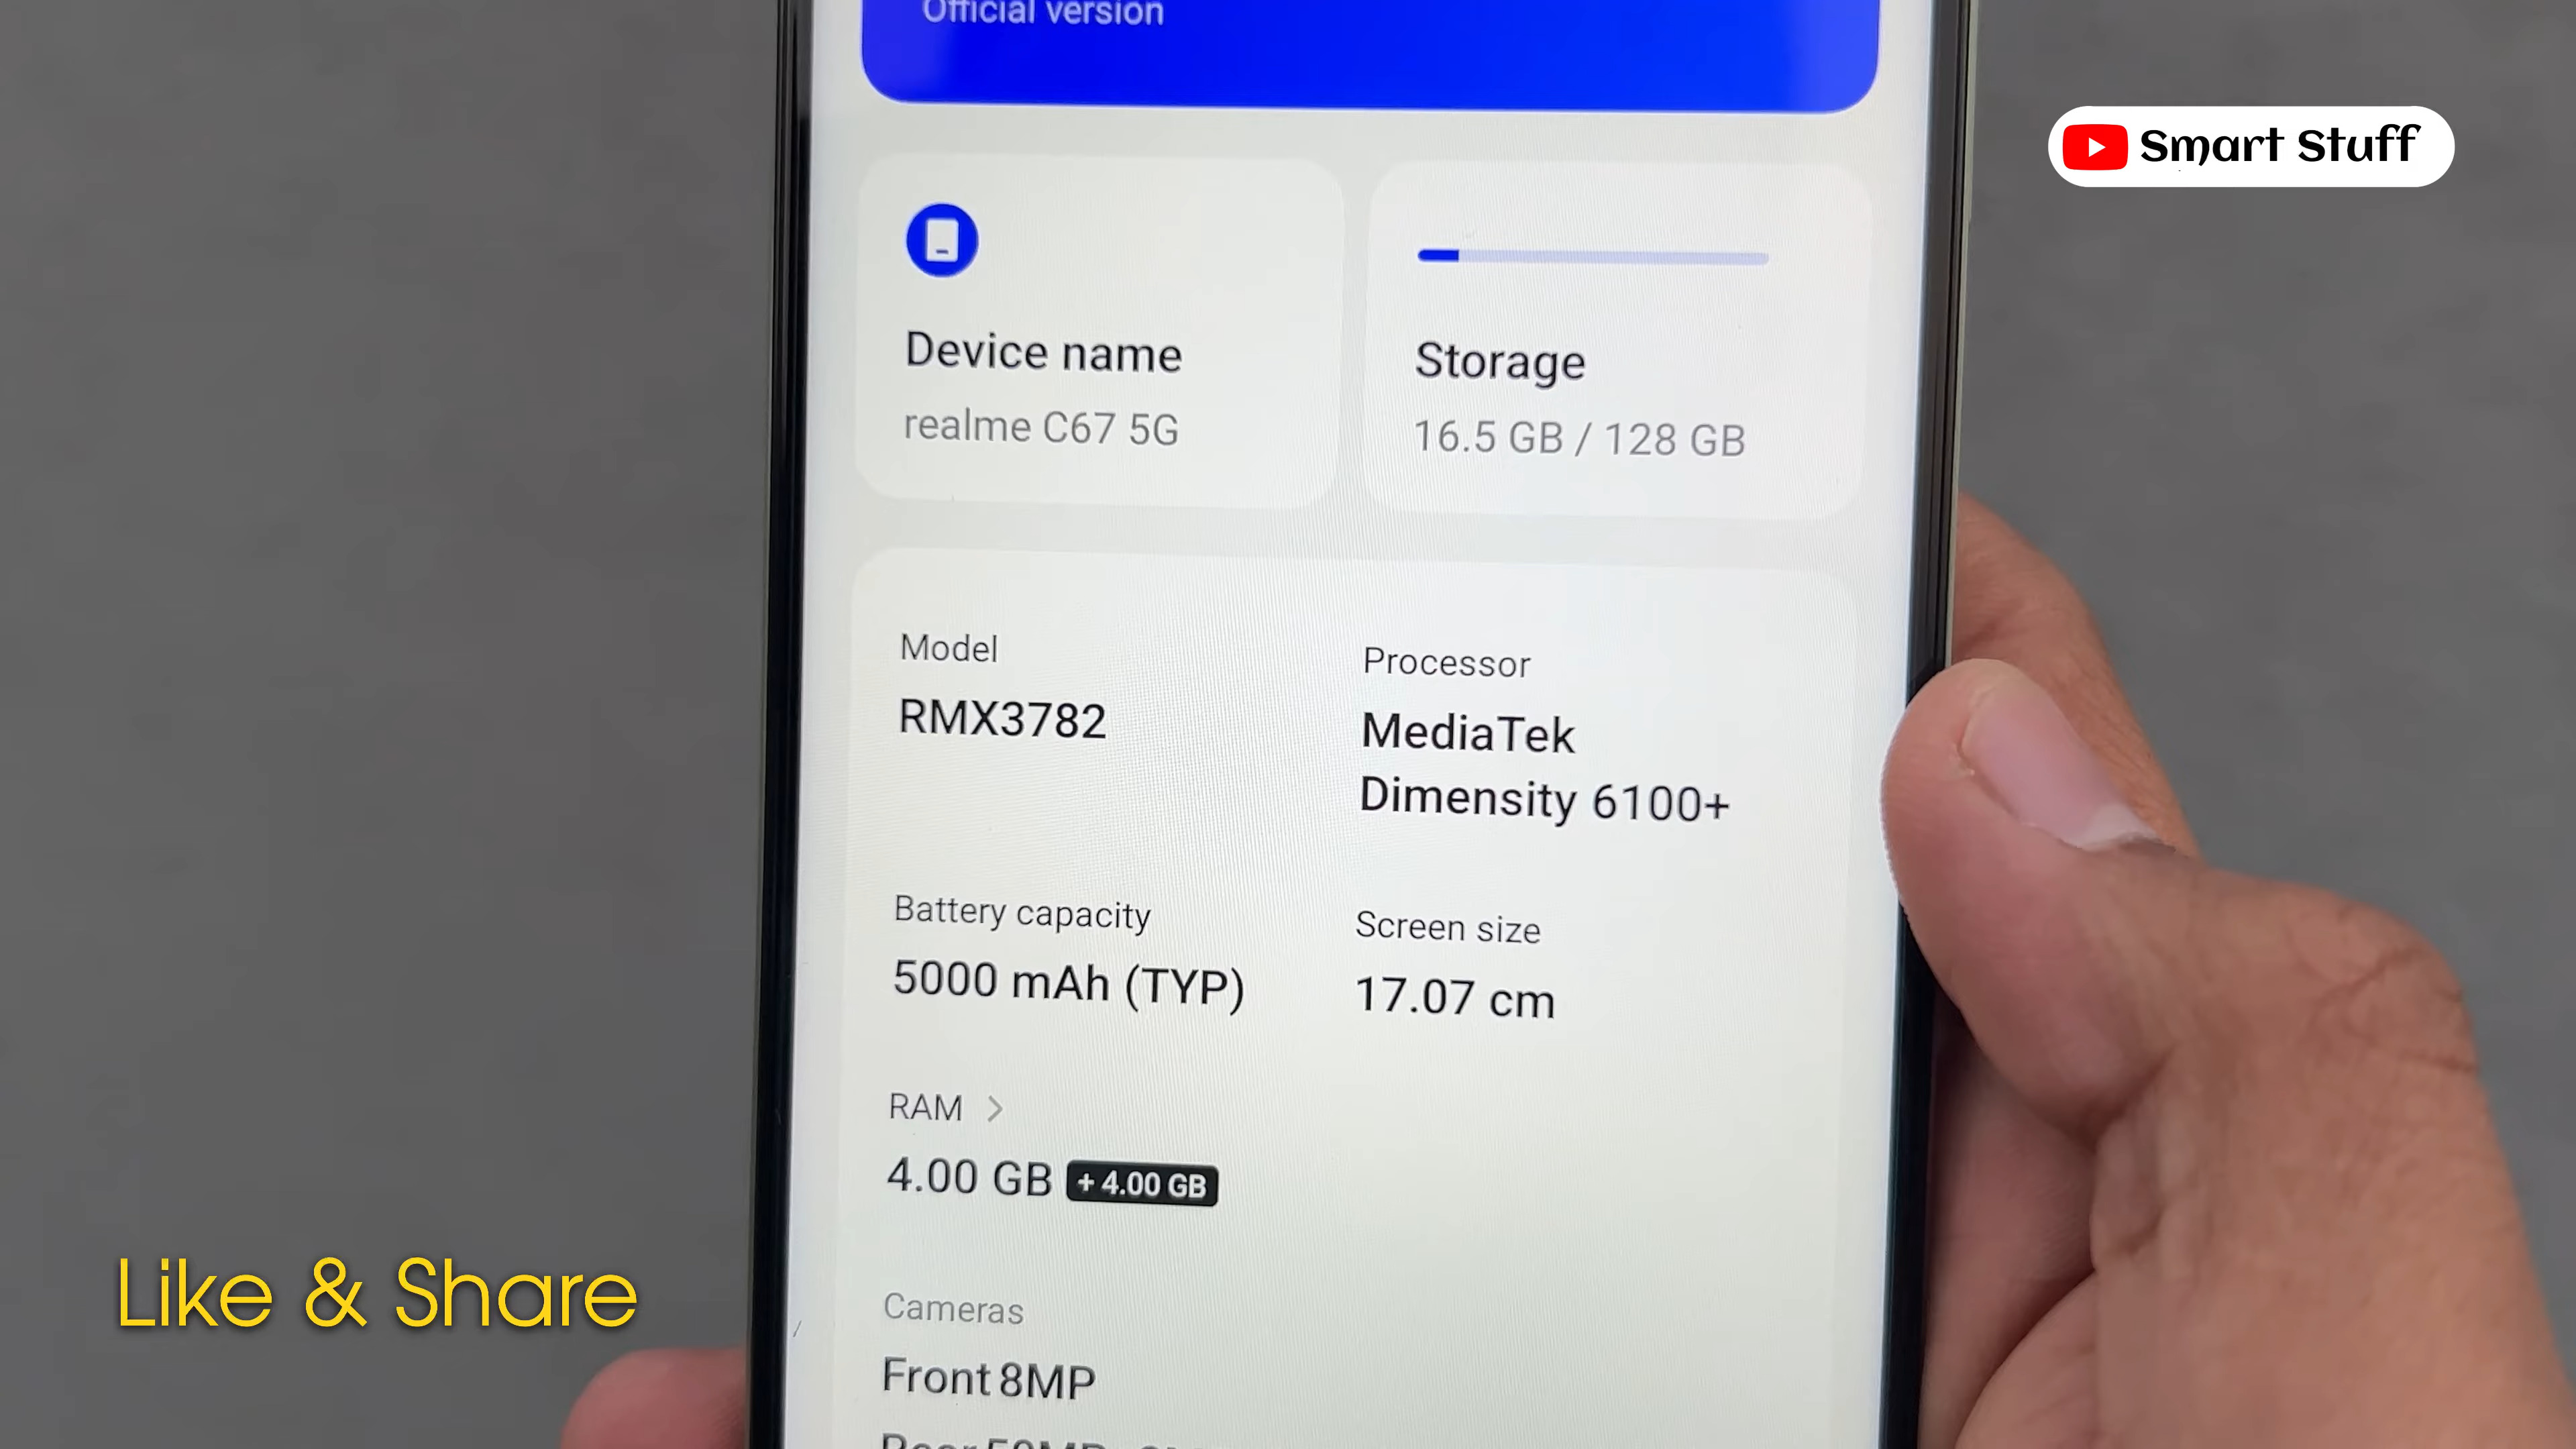 Official version
Smart Stuff
Device name
realme C67 5G
Storage
16.5 GB / 128 GB
Model
RMX3782
Processor
MediaTek
Dimensity 6100+
Battery capacity
5000 mAh (TYP)
Screen size
17.07 cm
RAM >
4.00 GB + 4.00 GB
Cameras
Front 8MP
Like & Share